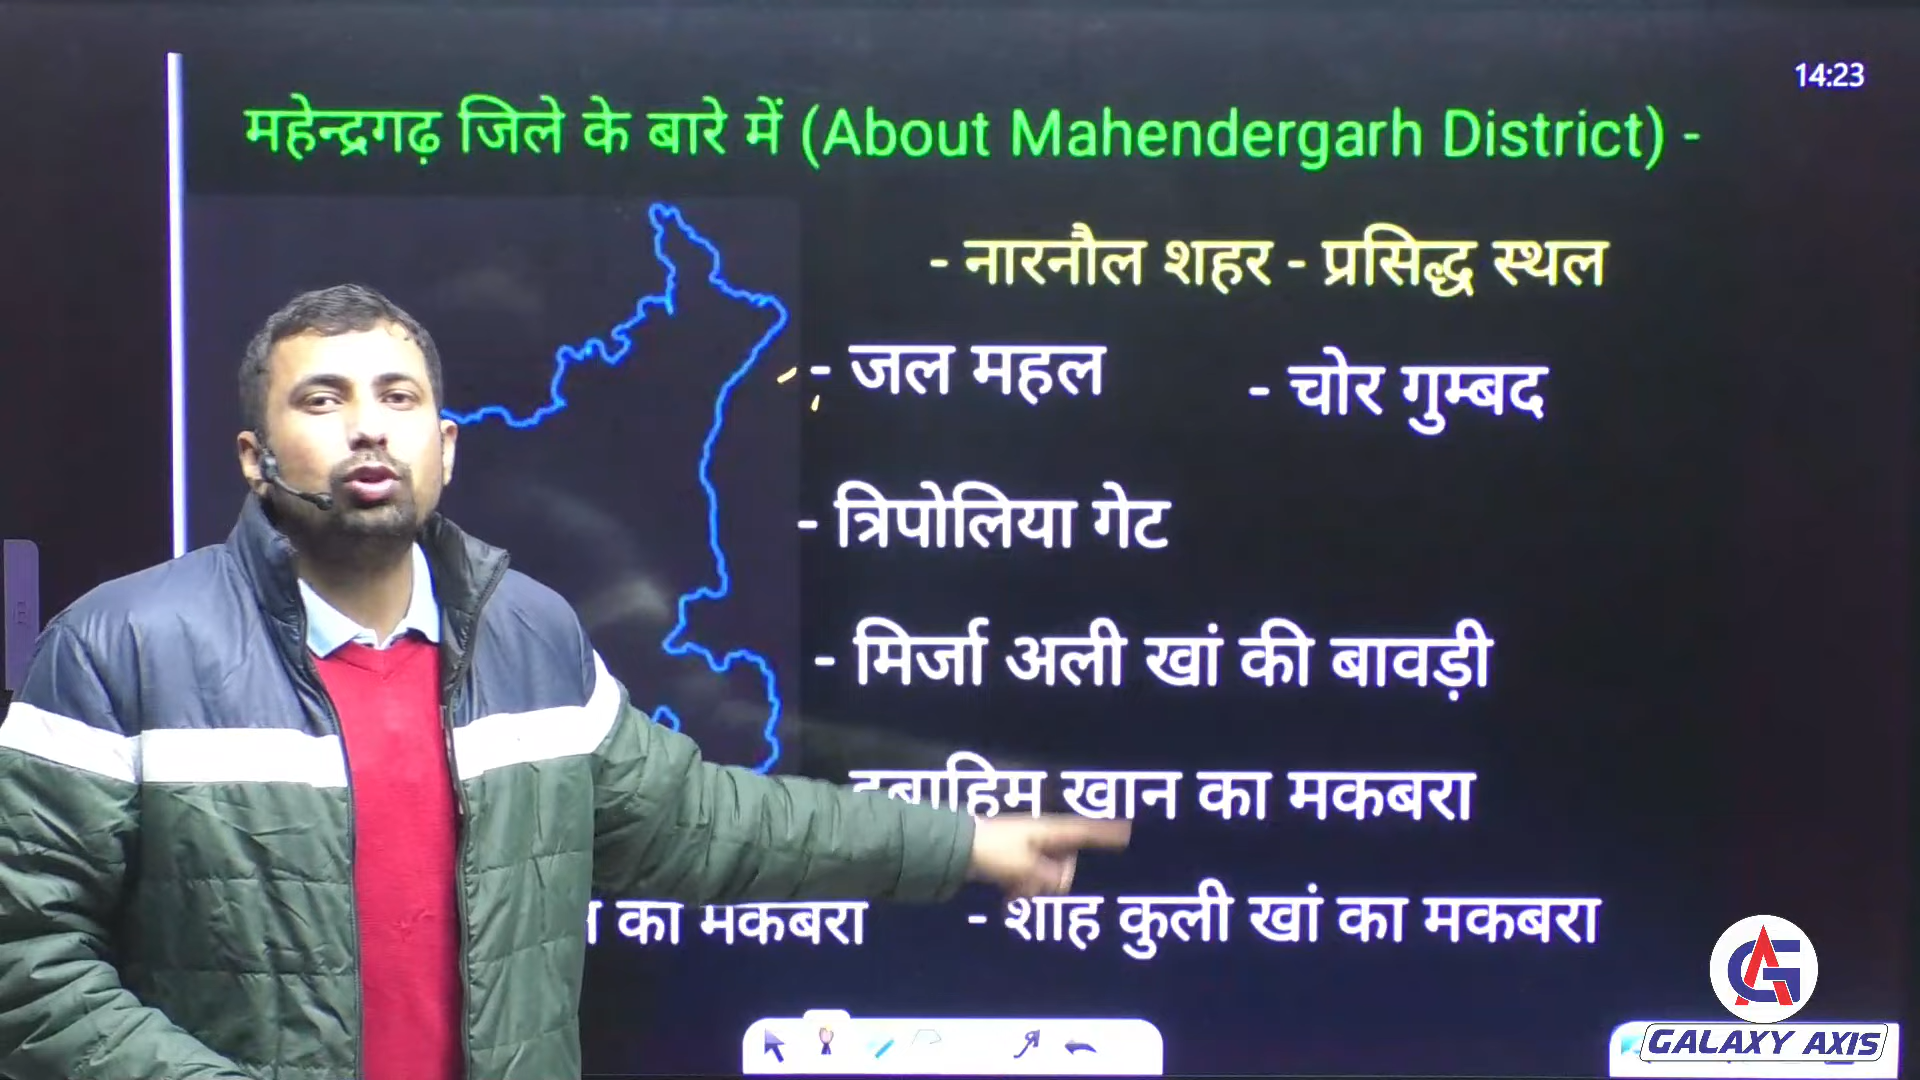 14:23
महेन्द्रगढ़ जिले के बारे में (About Mahendergarh District) -
- नारनौल शहर - प्रसिद्ध स्थल
- जल महल - चोर गुम्बद
- त्रिपोलिया गेट
- मिर्जा अली खां की बावड़ी
खान का मकबरा
का मकबरा - शाह कुली खां का मकबरा
GALAXY AXIS